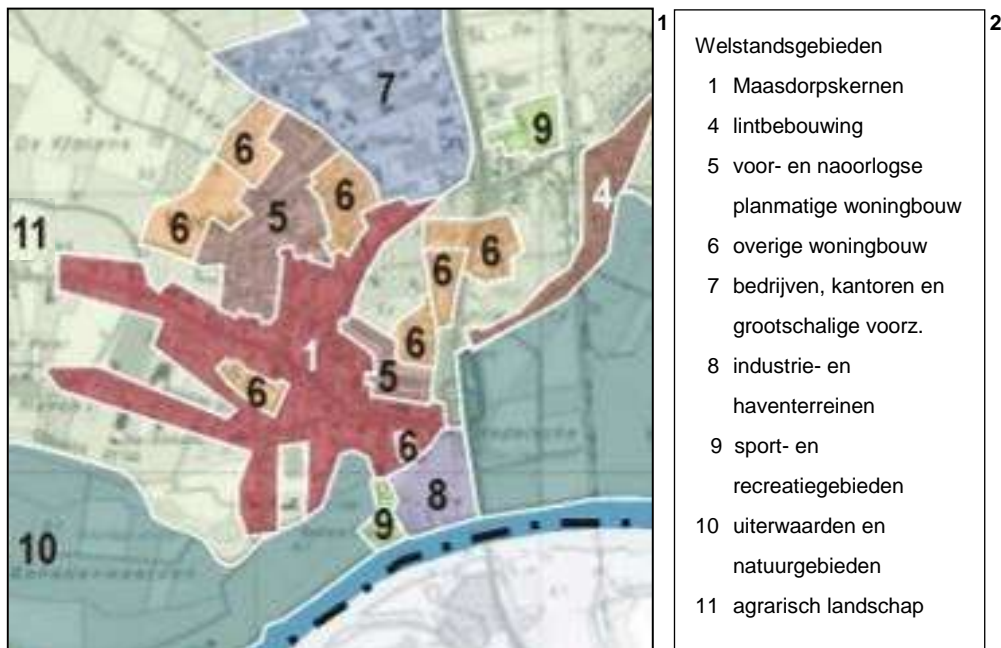 1
2
7
9
6
4
6
5
6
11
6
6
1
6
5
6
6
8
9
10
Welstandsgebieden
1 Maasdorpskernen
4 lintbebouwing
5 voor- en naoorlogse
planmatige woningbouw
6 overige woningbouw
7 bedrijven, kantoren en
grootschalige voorz.
8 industrie- en
haventerreinen
9 sport- en
recreatiegebieden
10 uiterwaarden en
natuurgebieden
11 agrarisch landschap